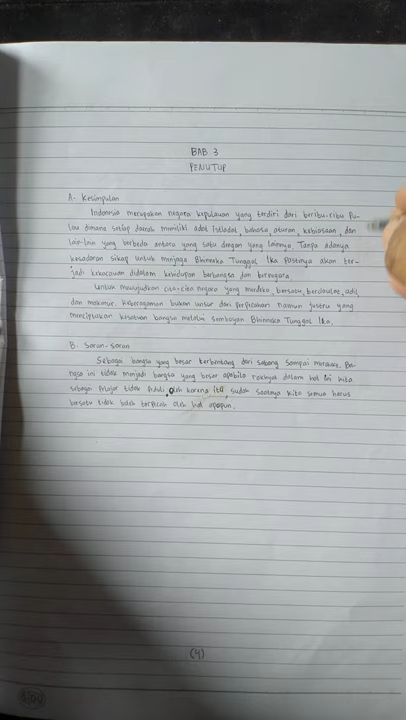 BAB 3
PENUTUP
A. Kesimpulan
Indonesia merupakan negara kepulauan yang terdiri dari beribu-ribu Pu-
lau dimana setiap daerah memiliki adat istiadat, bahasa, aturan, kebiasaan, dan
lain-lain yang berbeda antara yang satu dengan yang lainnya Tanpa adanya
kesadaran sikap untuk menjaga Bhinneka Tunggal Ika Pastinya akan ter-
jadi kekacauan didalam kehidupan berbangsa dan bernegara
Untuk mewujudkan cita-cita negara yang merdeka, bersatu, berdaulat, adil
dan makmur. Keberagaman bukan unsur dari Perpecahan namun justru yang
menciptakan kesatuan bangsa melalui semboyan Bhinneka Tunggal Ika.
B. Saran-saran
Sebagai bangsa yang besar terbentang dari sabang sampai merauke. Ba-
ngsa ini tidak menjadi bangsa yang besar apabila rakyat dalam hal ini kita
sebagai Pelajar tidak Peduli, oleh karena itu, sudah saatnya kita semua harus
bersatu tidak boleh terpecah oleh hal apapun.
(4)
SIDU